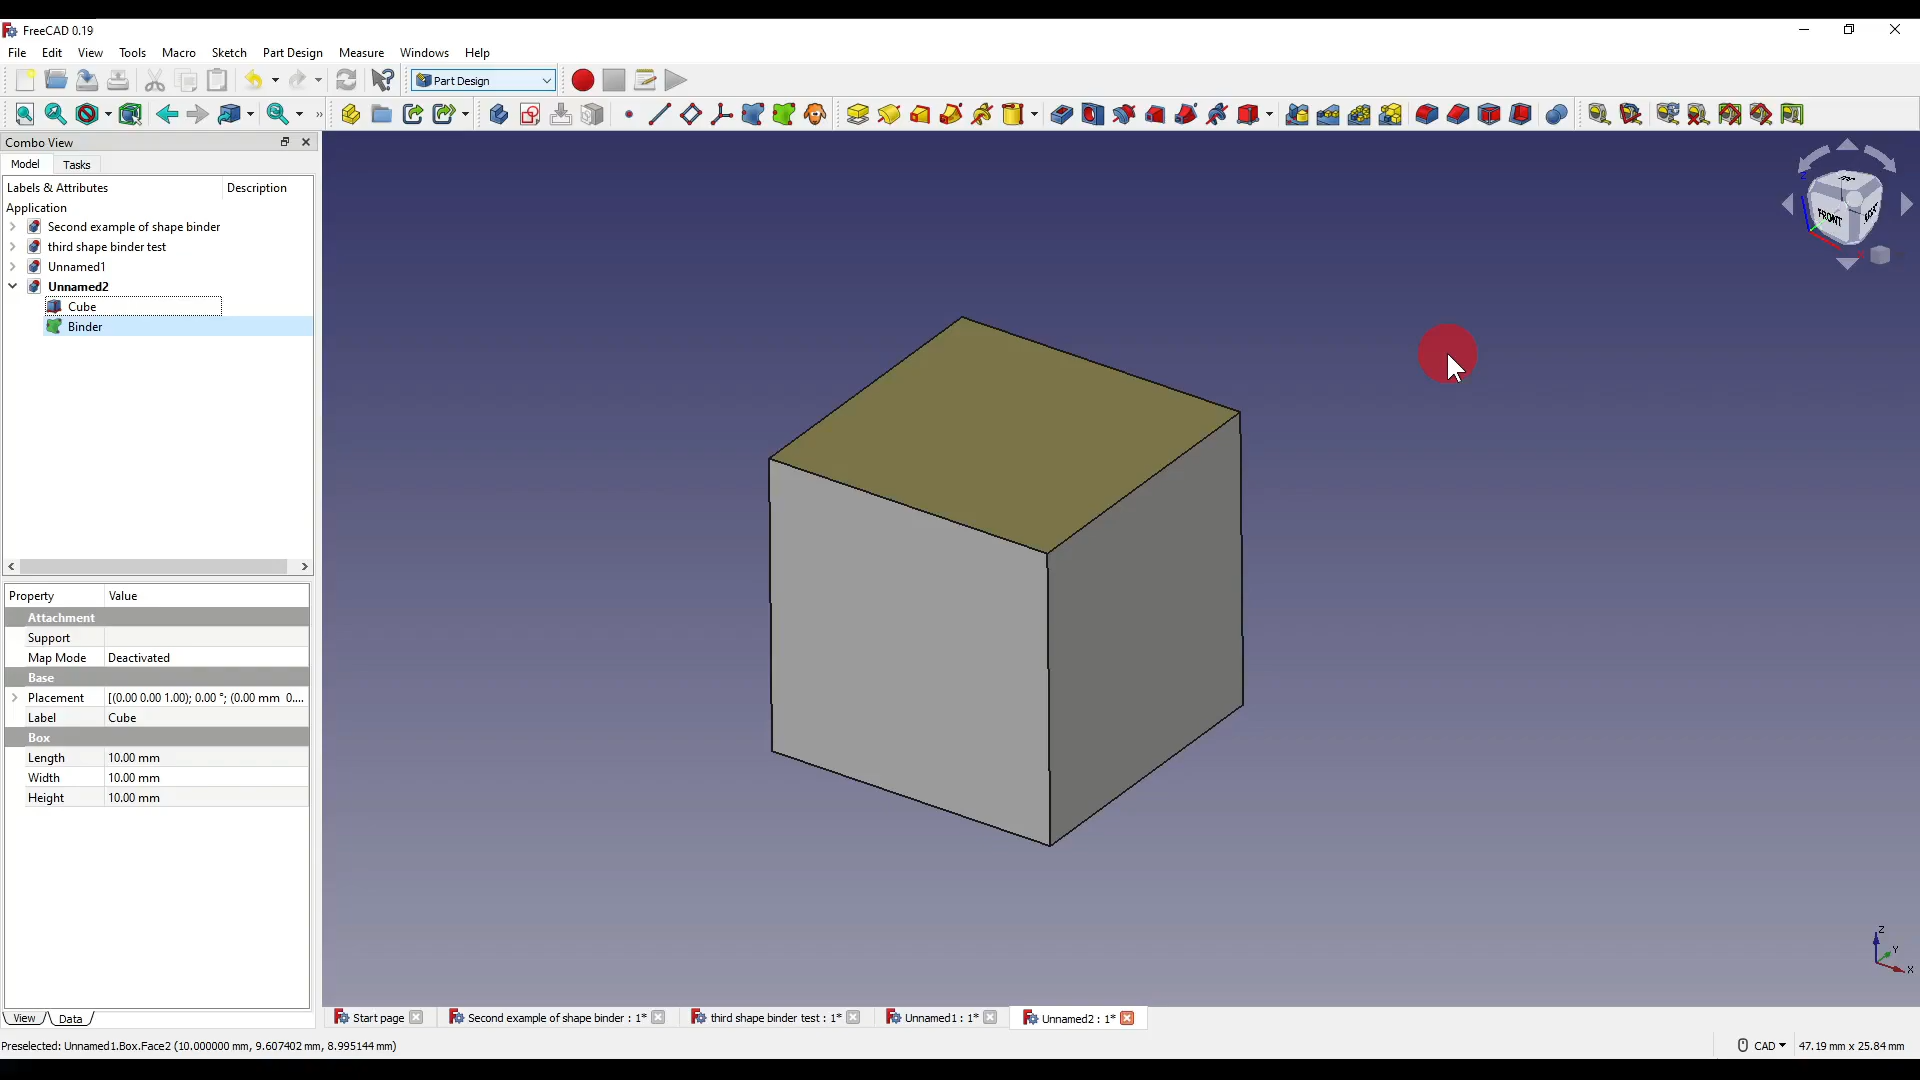 FreeCAD 0.19
File Edit View Tools Macro Sketch Part Design Measure Windows Help
Part Design
Combo View
Model Tasks
Labels & Attributes Description
Application
Second example of shape binder
third shape binder test
Unnamed1
Unnamed2
Cube
Binder
Property Value
Attachment
Support
Map Mode Deactivated
Base
Placement [(0.00 0.00 1.00); 0.00 °; (0.00 mm 0....
Label Cube
Box
Length 10.00 mm
Width 10.00 mm
Height 10.00 mm
View Data
FRONT
Z
Y
X
Start page Second example of shape binder : 1* third shape binder test : 1* Unnamed1 : 1* Unnamed2 : 1*
Preselected: Unnamed1.Box.Face2 (10.000000 mm, 9.607402 mm, 8.995144 mm) CAD 47.19 mm x 25.84 mm